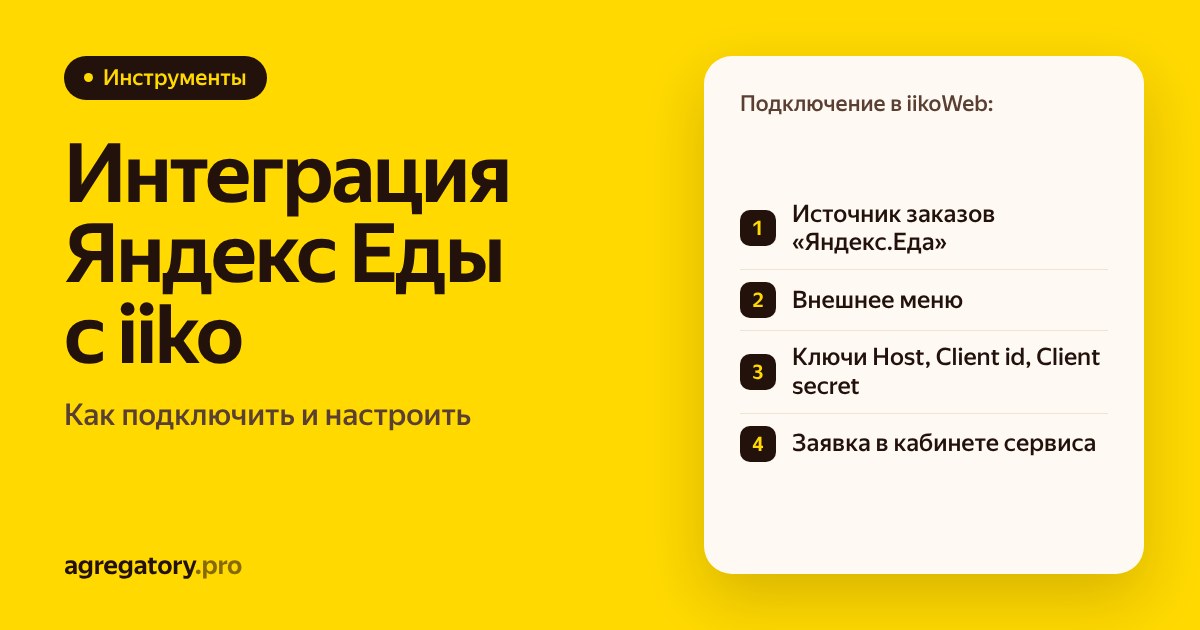 Инструменты
Интеграция
Яндекс Еды
с iiko
Как подключить и настроить
agregatory.pro
Подключение в iikoWeb:
1 Источник заказов
«Яндекс.Еда»
2 Внешнее меню
3 Ключи Host, Client id, Client
secret
4 Заявка в кабинете сервиса